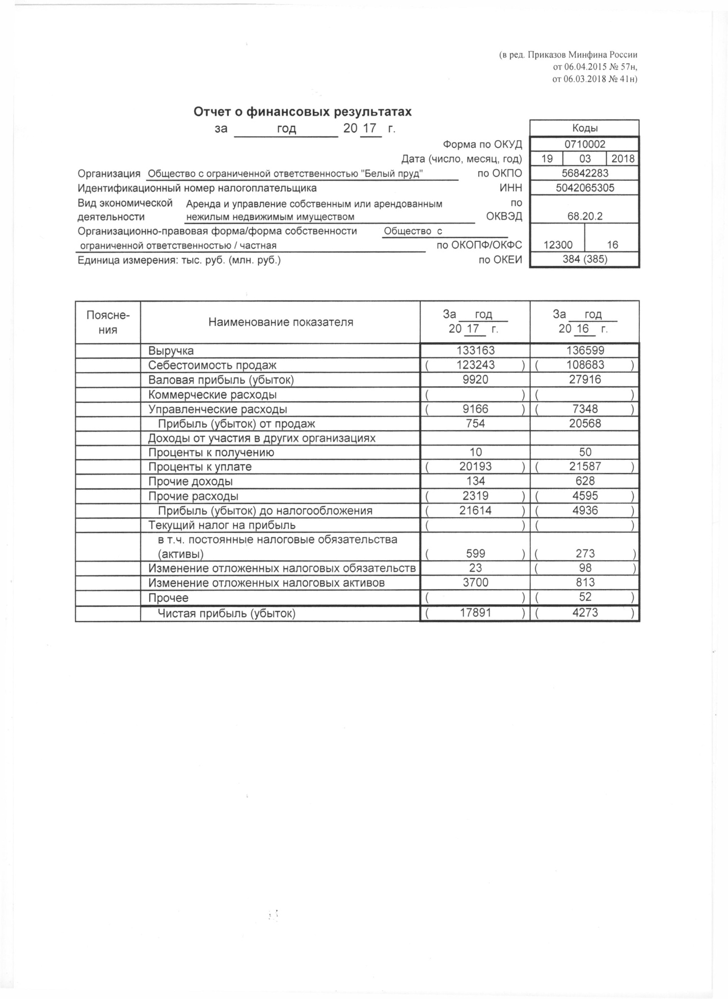 (в ред. Приказов Минфина России
от 06.04.2015 № 57н,
от 06.03.2018 № 41н)
Отчет о финансовых результатах
за год 20 17 г.
Коды
Форма по ОКУД 0710002
Дата (число, месяц, год) 19 03 2018
Организация Общество с ограниченной ответственностью "Белый пруд" по ОКПО 56842283
Идентификационный номер налогоплательщика ИНН 5042065305
Вид экономической Аренда и управление собственным или арендованным по
деятельности нежилым недвижимым имуществом ОКВЭД 68.20.2
Организационно-правовая форма/форма собственности Общество с
ограниченной ответственностью / частная по ОКОПФ/ОКФС 12300 16
Единица измерения: тыс. руб. (млн. руб.) по ОКЕИ 384 (385)
Поясне-
ния
Наименование показателя
За год
20 17 г.
За год
20 16 г.
Выручка 133163 136599
Себестоимость продаж ( 123243 ) ( 108683 )
Валовая прибыль (убыток) 9920 27916
Коммерческие расходы ( ) ( )
Управленческие расходы ( 9166 ) ( 7348 )
Прибыль (убыток) от продаж 754 20568
Доходы от участия в других организациях
Проценты к получению 10 50
Проценты к уплате ( 20193 ) ( 21587 )
Прочие доходы 134 628
Прочие расходы ( 2319 ) ( 4595 )
Прибыль (убыток) до налогообложения ( 21614 ) ( 4936 )
Текущий налог на прибыль ( ) ( )
в т.ч. постоянные налоговые обязательства
(активы) ( 599 ) ( 273 )
Изменение отложенных налоговых обязательств 23 ( 98 )
Изменение отложенных налоговых активов 3700 813
Прочее ( ) ( 52 )
Чистая прибыль (убыток) ( 17891 ) ( 4273 )